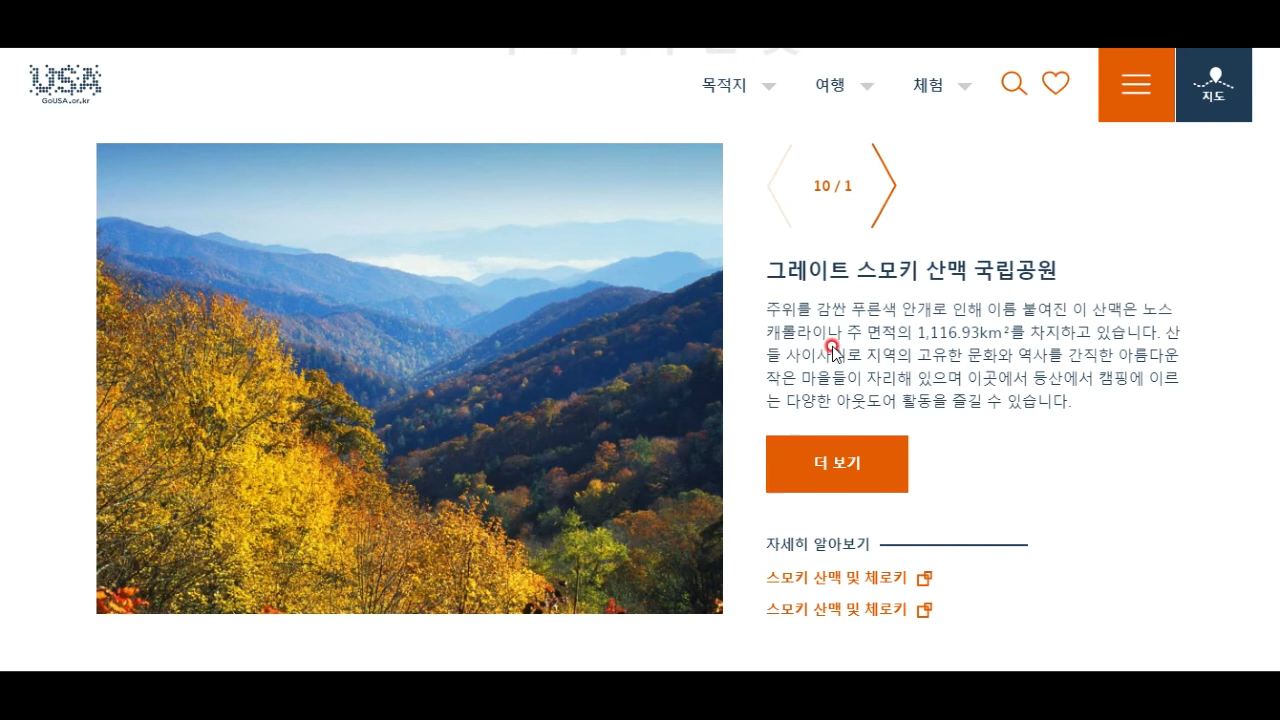 USA
GoUSA.or.kr
목적지
여행
체험
지도
10 / 1
그레이트 스모키 산맥 국립공원
주위를 감싼 푸른색 안개로 인해 이름 붙여진 이 산맥은 노스
캐롤라이나 주 면적의 1,116.93km²를 차지하고 있습니다. 산
들 로 지역의 고유한 문화와 역사를 간직한 아름다운
작은 마을들이 자리해 있으며 이곳에서 등산에서 캠핑에 이르
는 다양한 아웃도어 활동을 즐길 수 있습니다.
더 보기
자세히 알아보기
스모키 산맥 및 체로키
스모키 산맥 및 체로키